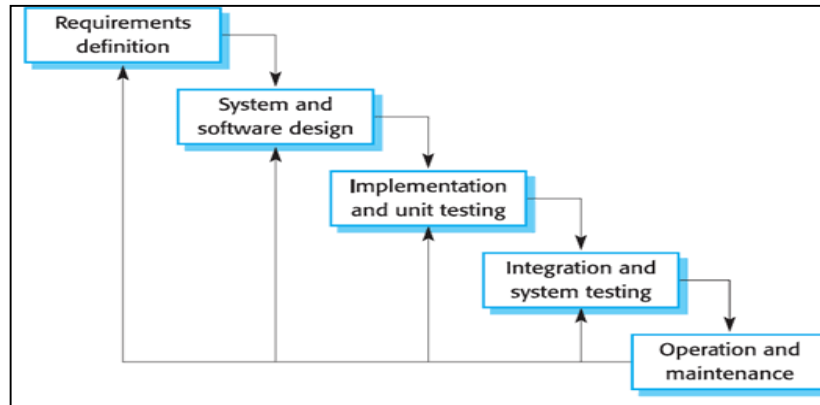 Requirements
definition
System and
software design
Implementation
and unit testing
Integration and
system testing
Operation and
maintenance